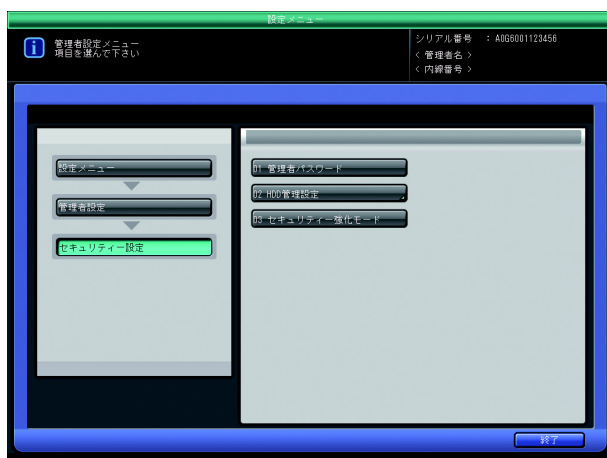 設定メニュー
管理者設定メニュー
項目を選んで下さい
シリアル番号 : A0G6001123456
< 管理者名 >
< 内線番号 >
設定メニュー
管理者設定
セキュリティー設定
01 管理者パスワード
02 HDD管理設定
03 セキュリティー強化モード
終了